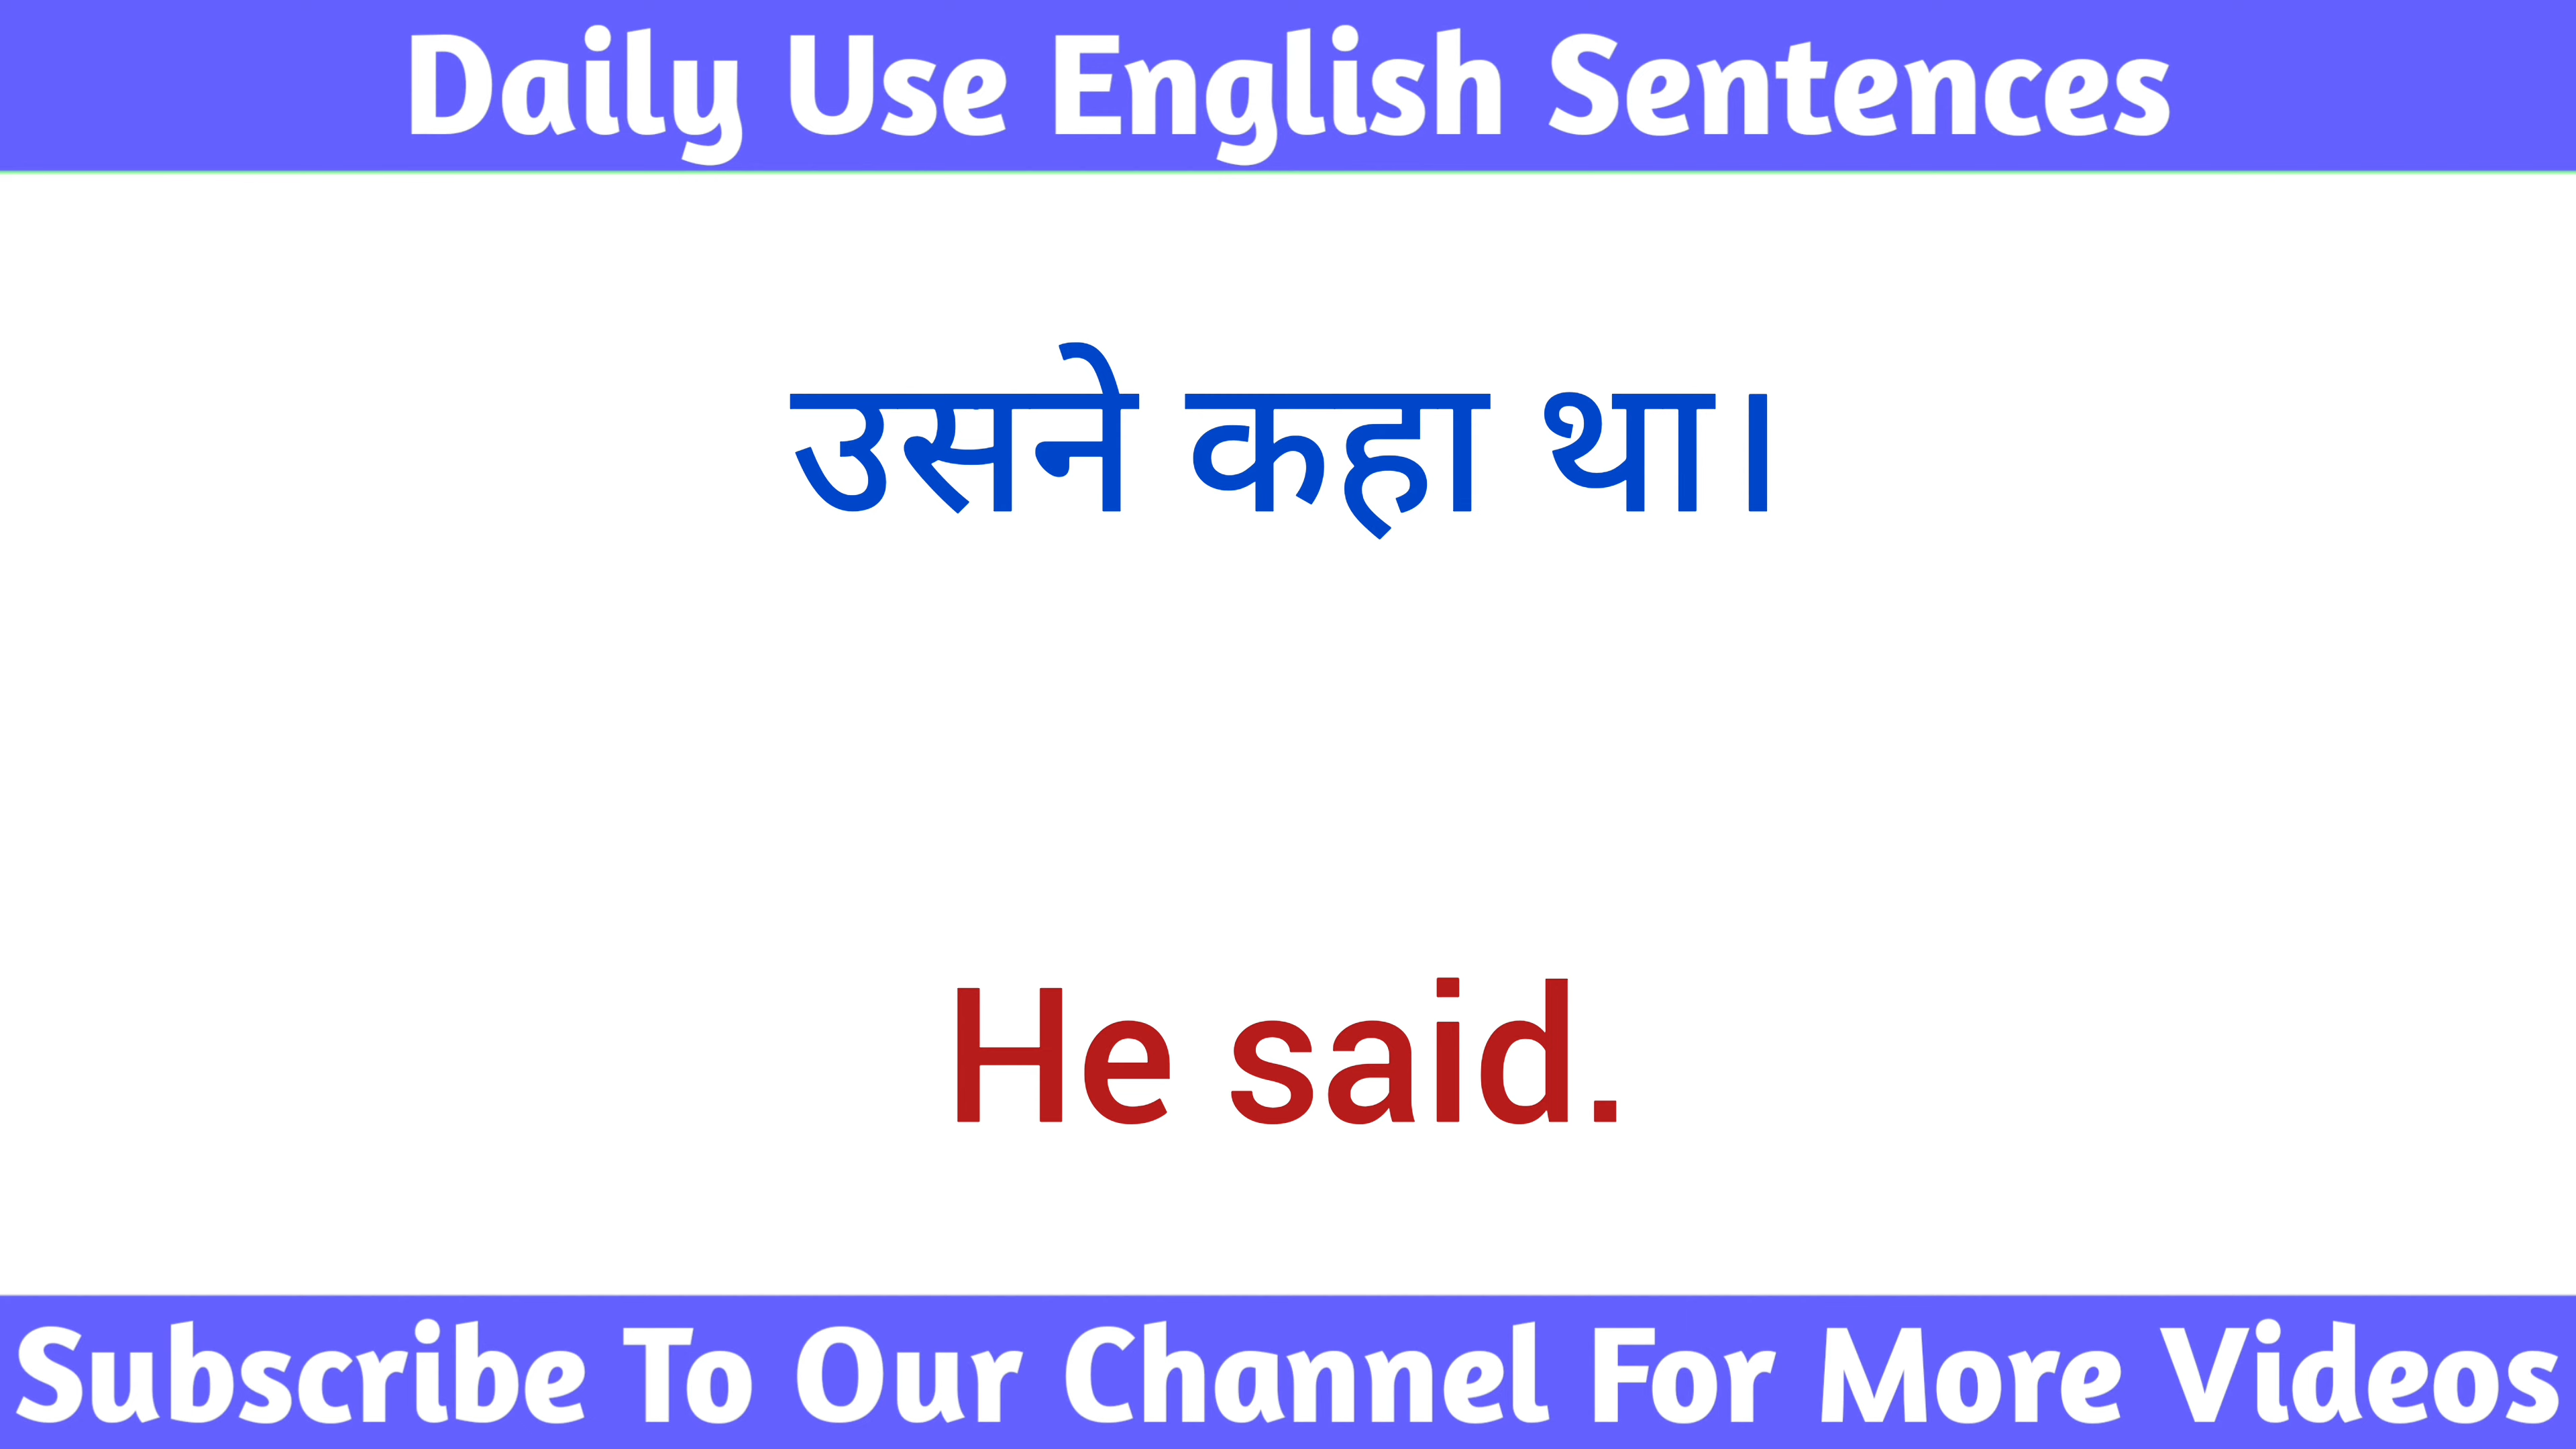 Daily Use English Sentences
उसने कहा था।
He said.
Subscribe To Our Channel For More Videos